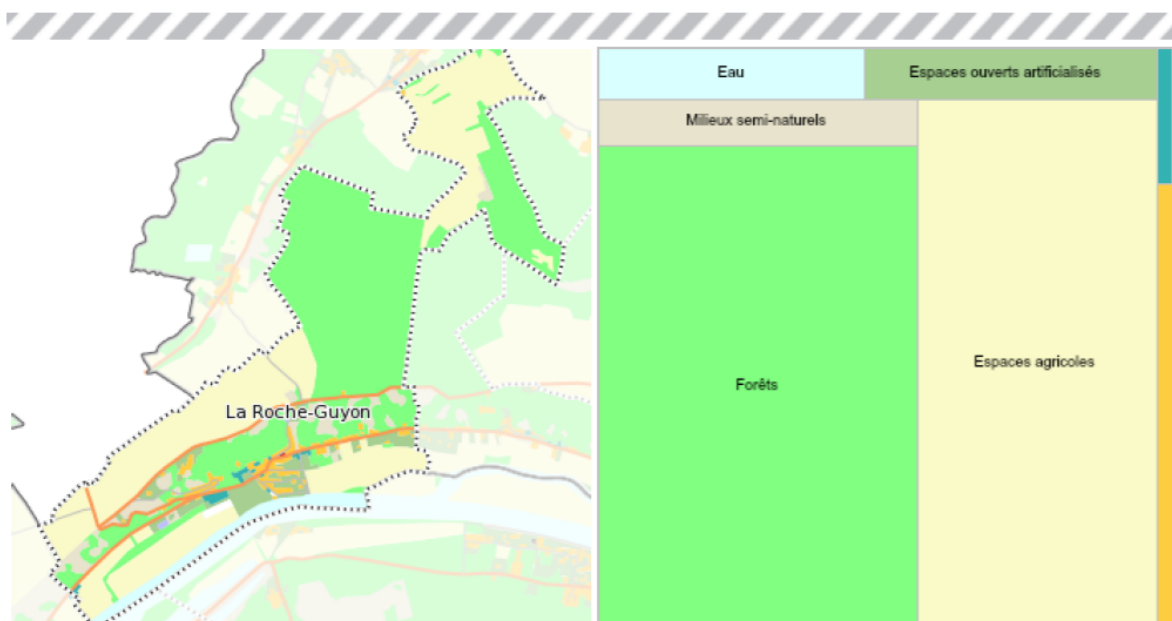 Eau
Espaces ouverts artificialisés
Milieux semi-naturels
Espaces agricoles
Forêts
La Roche-Guyon